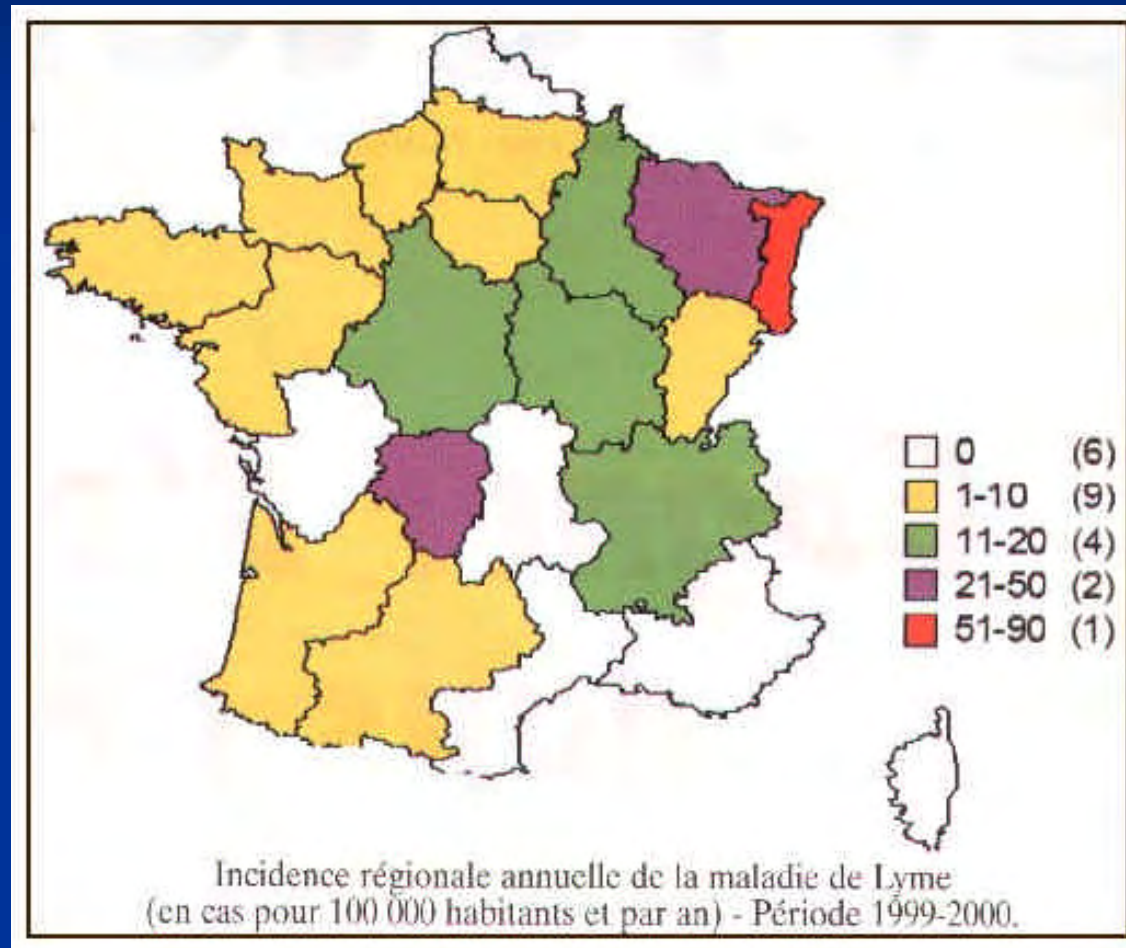 0 (6)
1-10 (9)
11-20 (4)
21-50 (2)
51-90 (1)
Incidence régionale annuelle de la maladie de Lyme
(en cas pour 100 000 habitants et par an) - Période 1999-2000.